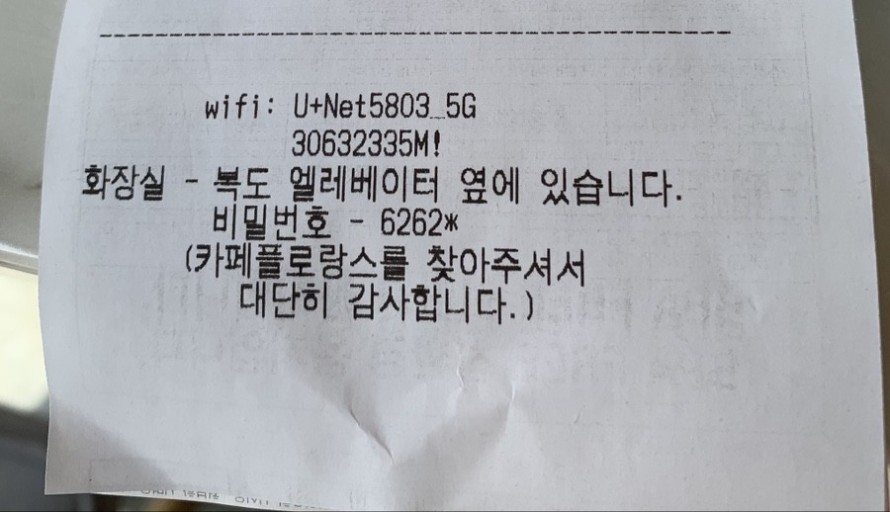 wifi: U+Net5803_5G
30632335M!
화장실 - 복도 엘레베이터 옆에 있습니다.
비밀번호 - 6262*
(카페플로랑스를 찾아주셔서
대단히 감사합니다.)